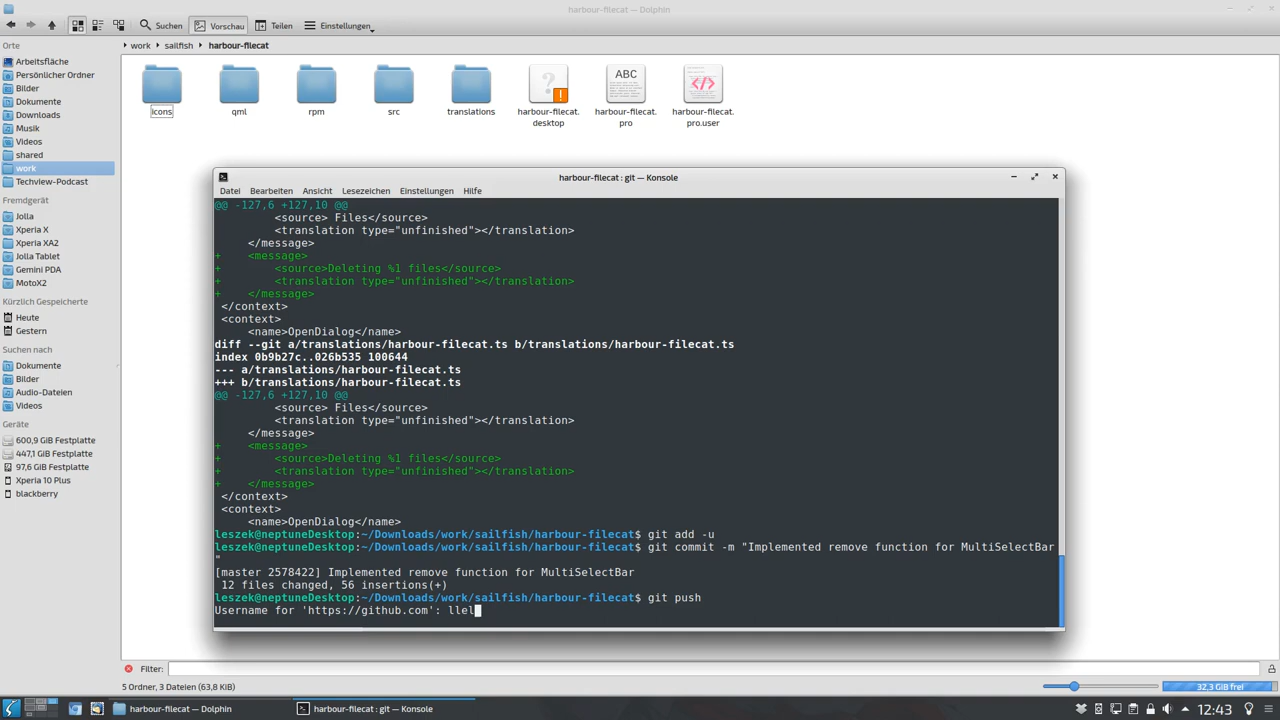 harbour-filecat — Dolphin
Suchen
Vorschau
Teilen
Einstellungen
Orte
work
sailfish
harbour-filecat
Arbeitsfläche
Persönlicher Ordner
Bilder
Dokumente
Downloads
Musik
Videos
shared
work
Techview-Podcast
Fremdgerät
Jolla
Xperia X
Xperia XA2
Jolla Tablet
Gemini PDA
MotoX2
Kürzlich Gespeicherte
Heute
Gestern
Suchen nach
Dokumente
Bilder
Audio-Dateien
Videos
Geräte
600,9 GiB Festplatte
447,1 GiB Festplatte
97,6 GiB Festplatte
Xperia 10 Plus
blackberry
icons
qml
rpm
src
translations
?
!
harbour-filecat.
desktop
ABC
harbour-filecat.
pro
</>
harbour-filecat.
pro.user
harbour-filecat : git — Konsole
Datei Bearbeiten Ansicht Lesezeichen Einstellungen Hilfe
@@ -127,6 +127,10 @@
<source> Files</source>
<translation type="unfinished"></translation>
</message>
+ <message>
+ <source>Deleting %1 files</source>
+ <translation type="unfinished"></translation>
+ </message>
</context>
<context>
<name>OpenDialog</name>
diff --git a/translations/harbour-filecat.ts b/translations/harbour-filecat.ts
index 0b9b27c..026b535 100644
--- a/translations/harbour-filecat.ts
+++ b/translations/harbour-filecat.ts
@@ -127,6 +127,10 @@
<source> Files</source>
<translation type="unfinished"></translation>
</message>
+ <message>
+ <source>Deleting %1 files</source>
+ <translation type="unfinished"></translation>
+ </message>
</context>
<context>
<name>OpenDialog</name>
leszek@neptuneDesktop:~/Downloads/work/sailfish/harbour-filecat$ git add -u
leszek@neptuneDesktop:~/Downloads/work/sailfish/harbour-filecat$ git commit -m "Implemented remove function for MultiSelectBar
"
[master 2578422] Implemented remove function for MultiSelectBar
12 files changed, 56 insertions(+)
leszek@neptuneDesktop:~/Downloads/work/sailfish/harbour-filecat$ git push
Username for 'https://github.com': llel
Filter:
5 Ordner, 3 Dateien (63,8 KiB)
32,3 GiB frei
harbour-filecat — Dolphin
harbour-filecat : git — Konsole
12:43